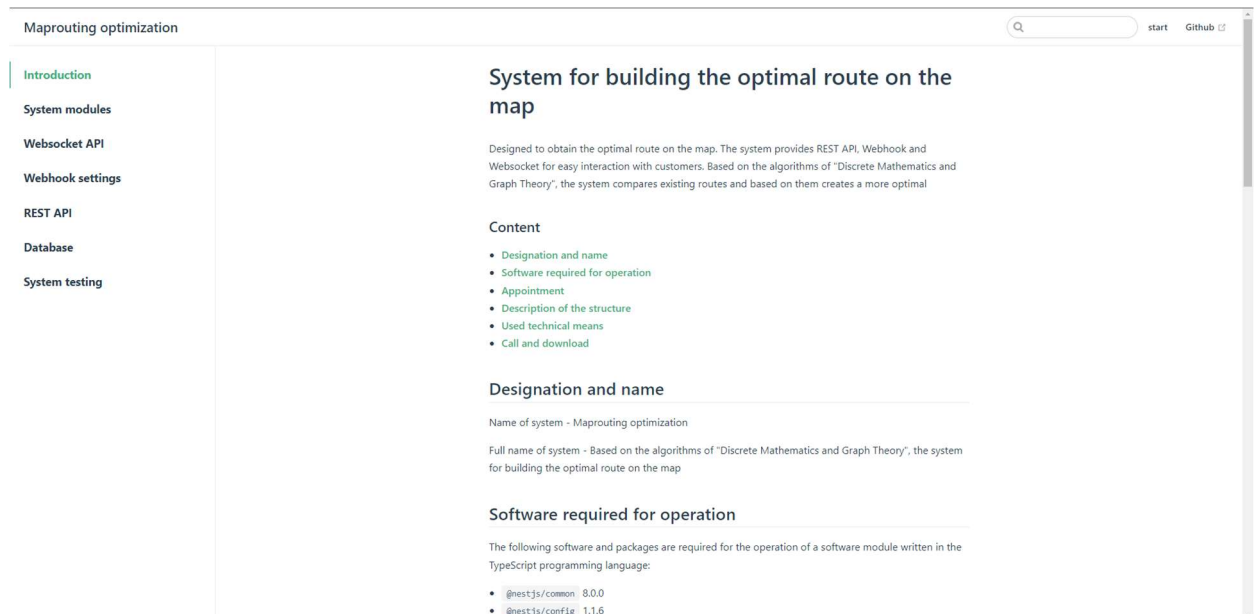 Maprouting optimization
start
Github
Introduction
System modules
Websocket API
Webhook settings
REST API
Database
System testing
System for building the optimal route on the
map
Designed to obtain the optimal route on the map. The system provides REST API, Webhook and
Websocket for easy interaction with customers. Based on the algorithms of "Discrete Mathematics and
Graph Theory", the system compares existing routes and based on them creates a more optimal
Content
• Designation and name
• Software required for operation
• Appointment
• Description of the structure
• Used technical means
• Call and download
Designation and name
Name of system - Maprouting optimization
Full name of system - Based on the algorithms of "Discrete Mathematics and Graph Theory", the system
for building the optimal route on the map
Software required for operation
The following software and packages are required for the operation of a software module written in the
TypeScript programming language:
• @nestjs/common 8.0.0
• @nestjs/config 1.1.6